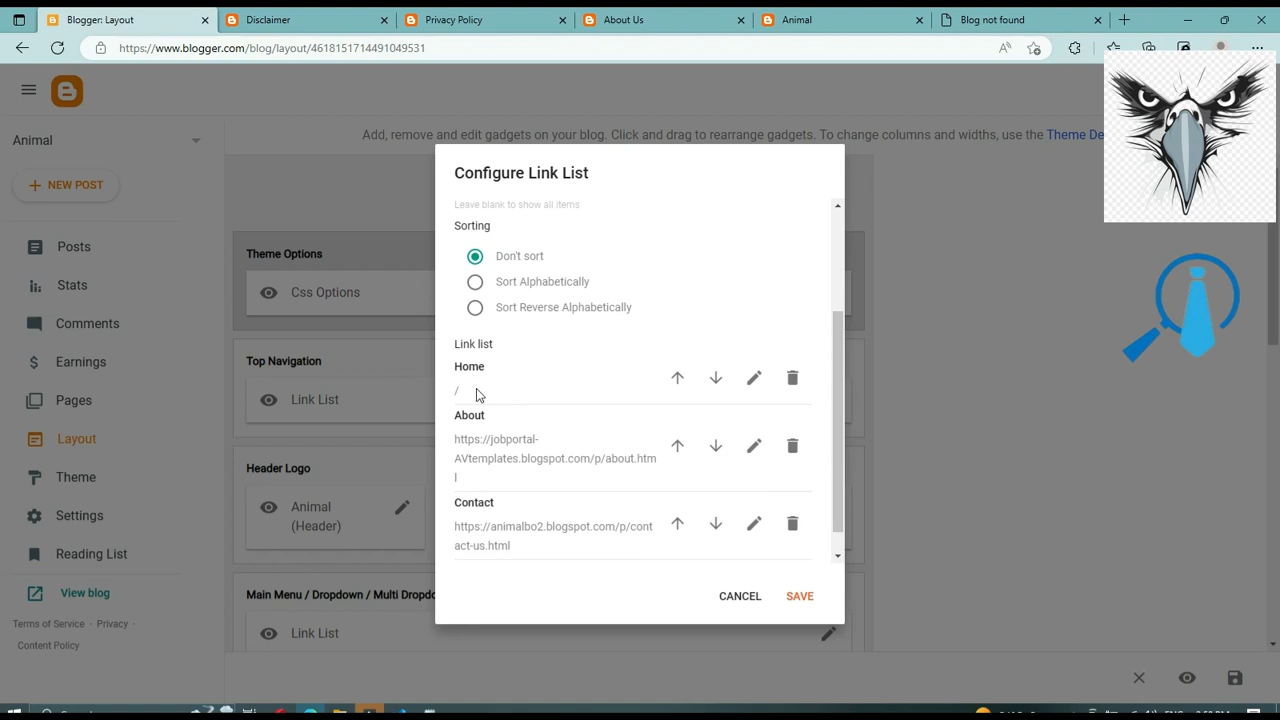 Blogger: Layout
Disclaimer
Privacy Policy
About Us
Animal
Blog not found
https://www.blogger.com/blog/layout/4618151714491049531
Add, remove and edit gadgets on your blog. Click and drag to rearrange gadgets. To change columns and widths, use the Theme De
Animal
NEW POST
Posts
Stats
Comments
Earnings
Pages
Layout
Theme
Settings
Reading List
View blog
Terms of Service · Privacy ·
Content Policy
Theme Options
Css Options
Top Navigation
Link List
Header Logo
Animal
(Header)
Main Menu / Dropdown / Multi Dropdo
Link List
Configure Link List
Leave blank to show all items
Sorting
Don't sort
Sort Alphabetically
Sort Reverse Alphabetically
Link list
Home
/
About
https://jobportal-
AVtemplates.blogspot.com/p/about.htm
l
Contact
https://animalbo2.blogspot.com/p/cont
act-us.html
CANCEL
SAVE